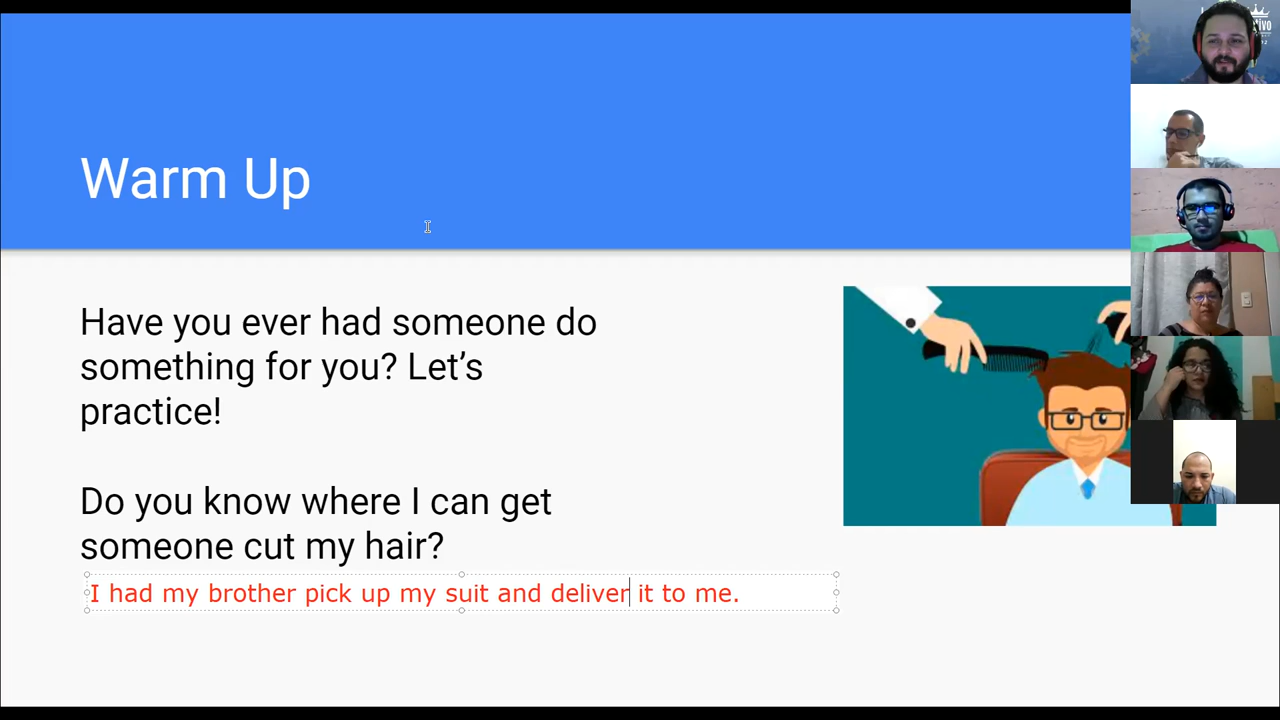 Warm Up
Have you ever had someone do
something for you? Let’s
practice!
Do you know where I can get
someone cut my hair?
I had my brother pick up my suit and deliver it to me.